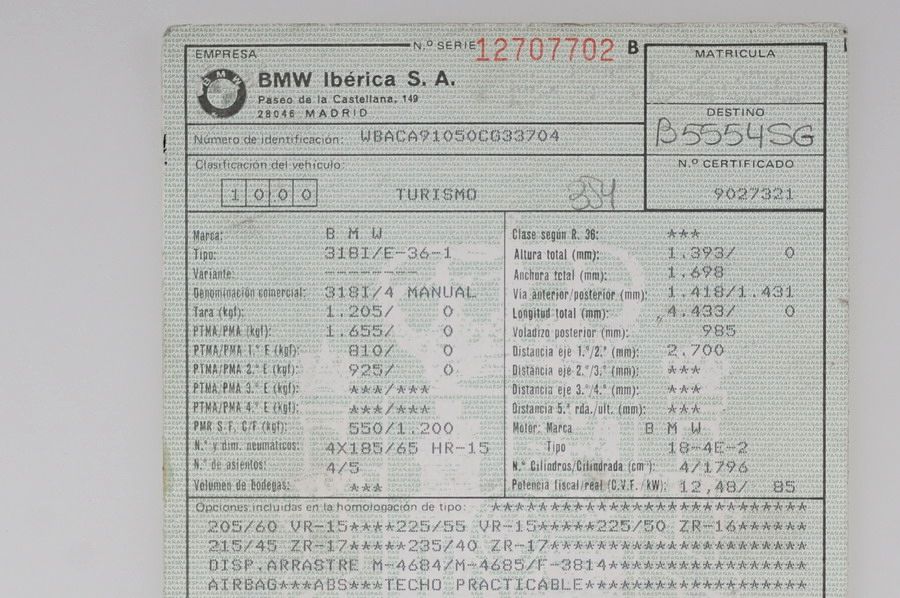 EMPRESA
N.º SERIE 12707702 B
BMW
BMW Ibérica S. A.
Paseo de la Castellana, 149
28046 MADRID
MATRICULA
DESTINO
B5554SG
Número de identificación: WBACA91050CG33704
N.º CERTIFICADO
9027321
Clasificación del vehículo:
1 0 0 0 TURISMO 354
Marca: B M W
Tipo: 318I/E-36-1
Variante: --------
Denominación comercial: 318I/4 MANUAL
Tara (kgf): 1.205/ 0
PTMA/PMA (kgf): 1.655/ 0
PTMA/PMA 1.º E (kgf): 810/ 0
PTMA/PMA 2.º E (kgf): 925/ 0
PTMA/PMA 3.º E (kgf): ***/***
PTMA/PMA 4.º E (kgf): ***/***
PMR S.F. C/F (kgf): 550/1.200
N.º y dim. neumáticos: 4X185/65 HR-15
N.º de asientos: 4/5
Volumen de bodegas: ***
Clase según R. 36: ***
Altura total (mm): 1.393/ 0
Anchura total (mm): 1.698
Via anterior/posterior (mm): 1.418/1.431
Longitud total (mm): 4.433/ 0
Voladizo posterior (mm): 985
Distancia eje 1.º/2.º (mm): 2.700
Distancia eje 2.º/3.º (mm): ***
Distancia eje 3.º/4.º (mm): ***
Distancia 5.ª rda./ult. (mm): ***
Motor: Marca B M W
Tipo 18-4E-2
N.º Cilindros/Cilindrada (cm³): 4/1796
Potencia fiscal/real (C.V.F./kW): 12,48/ 85
Opciones incluidas en la homologación de tipo: ***************************
205/60 VR-15****225/55 VR-15*****225/50 ZR-16******
215/45 ZR-17*****235/40 ZR-17**********************
DISP.ARRASTRE M-4684/M-4685/F-3814*****************
AIRBAG***ABS***TECHO PRACTICABLE*******************